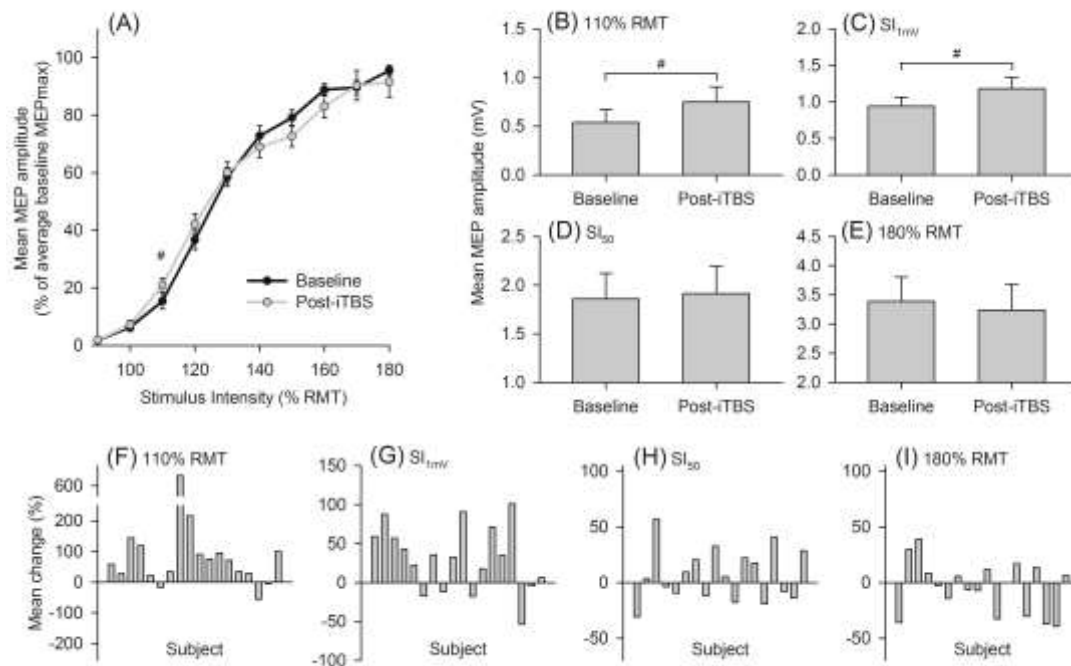 (A)
Mean MEP amplitude
(% of average baseline MEPmax)
100
80
60
40
20
0
#
Baseline
Post-iTBS
100 120 140 160 180
Stimulus Intensity (% RMT)
Mean MEP amplitude (mV)
(B) 110% RMT
1.5
1.0
0.5
0.0
#
Baseline Post-iTBS
(C) SI1mV
2.0
1.5
1.0
0.5
0.0
#
Baseline Post-iTBS
(D) SI50
2.5
2.0
1.5
1.0
Baseline Post-iTBS
(E) 180% RMT
4.5
4.0
3.5
3.0
2.5
2.0
Baseline Post-iTBS
Mean change (%)
(F) 110% RMT
600
200
100
0
-100
-200
Subject
(G) SI1mV
150
100
50
0
-50
-100
Subject
(H) SI50
100
50
0
-50
Subject
(I) 180% RMT
100
50
0
-50
Subject